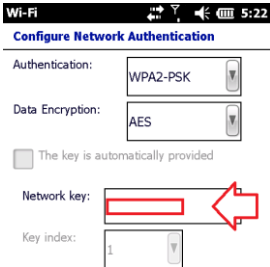 Wi-Fi 5:22
Configure Network Authentication
Authentication:
WPA2-PSK
Data Encryption:
AES
The key is automatically provided
Network key:
Key index:
1